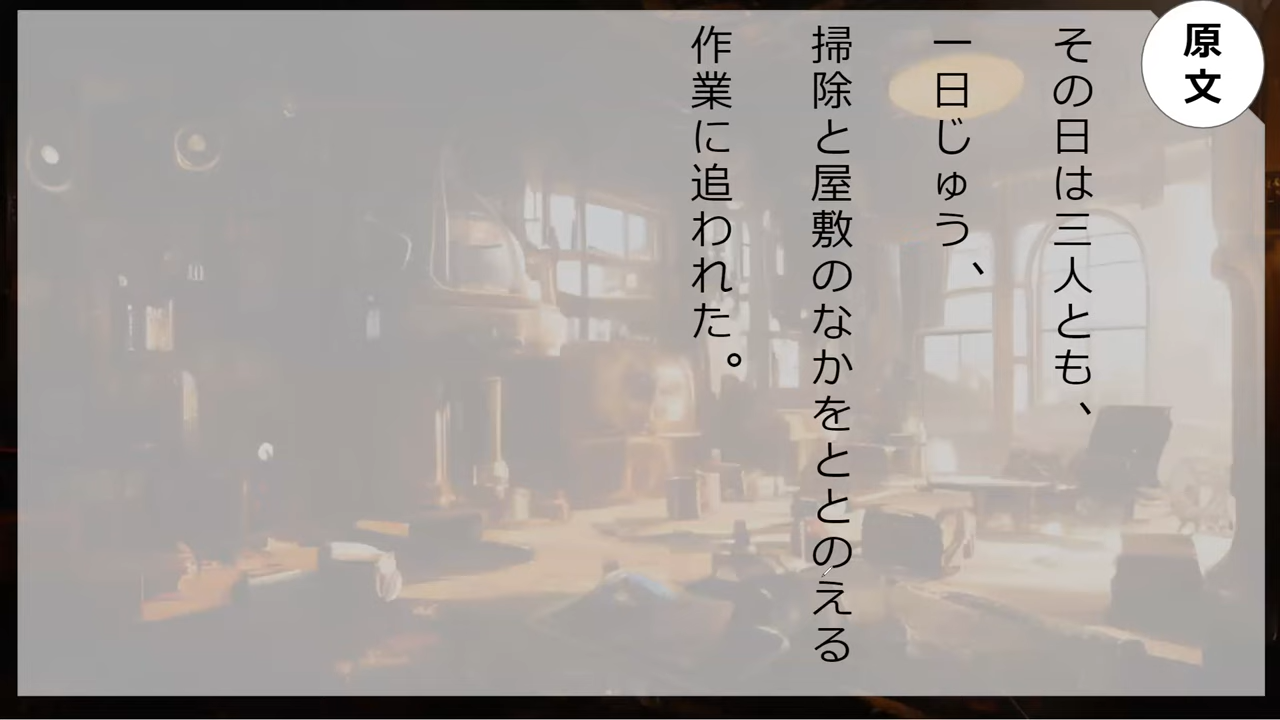 原文
その日は三人とも、
一日じゅう、
掃除と屋敷のなかをととのえる
作業に追われた。